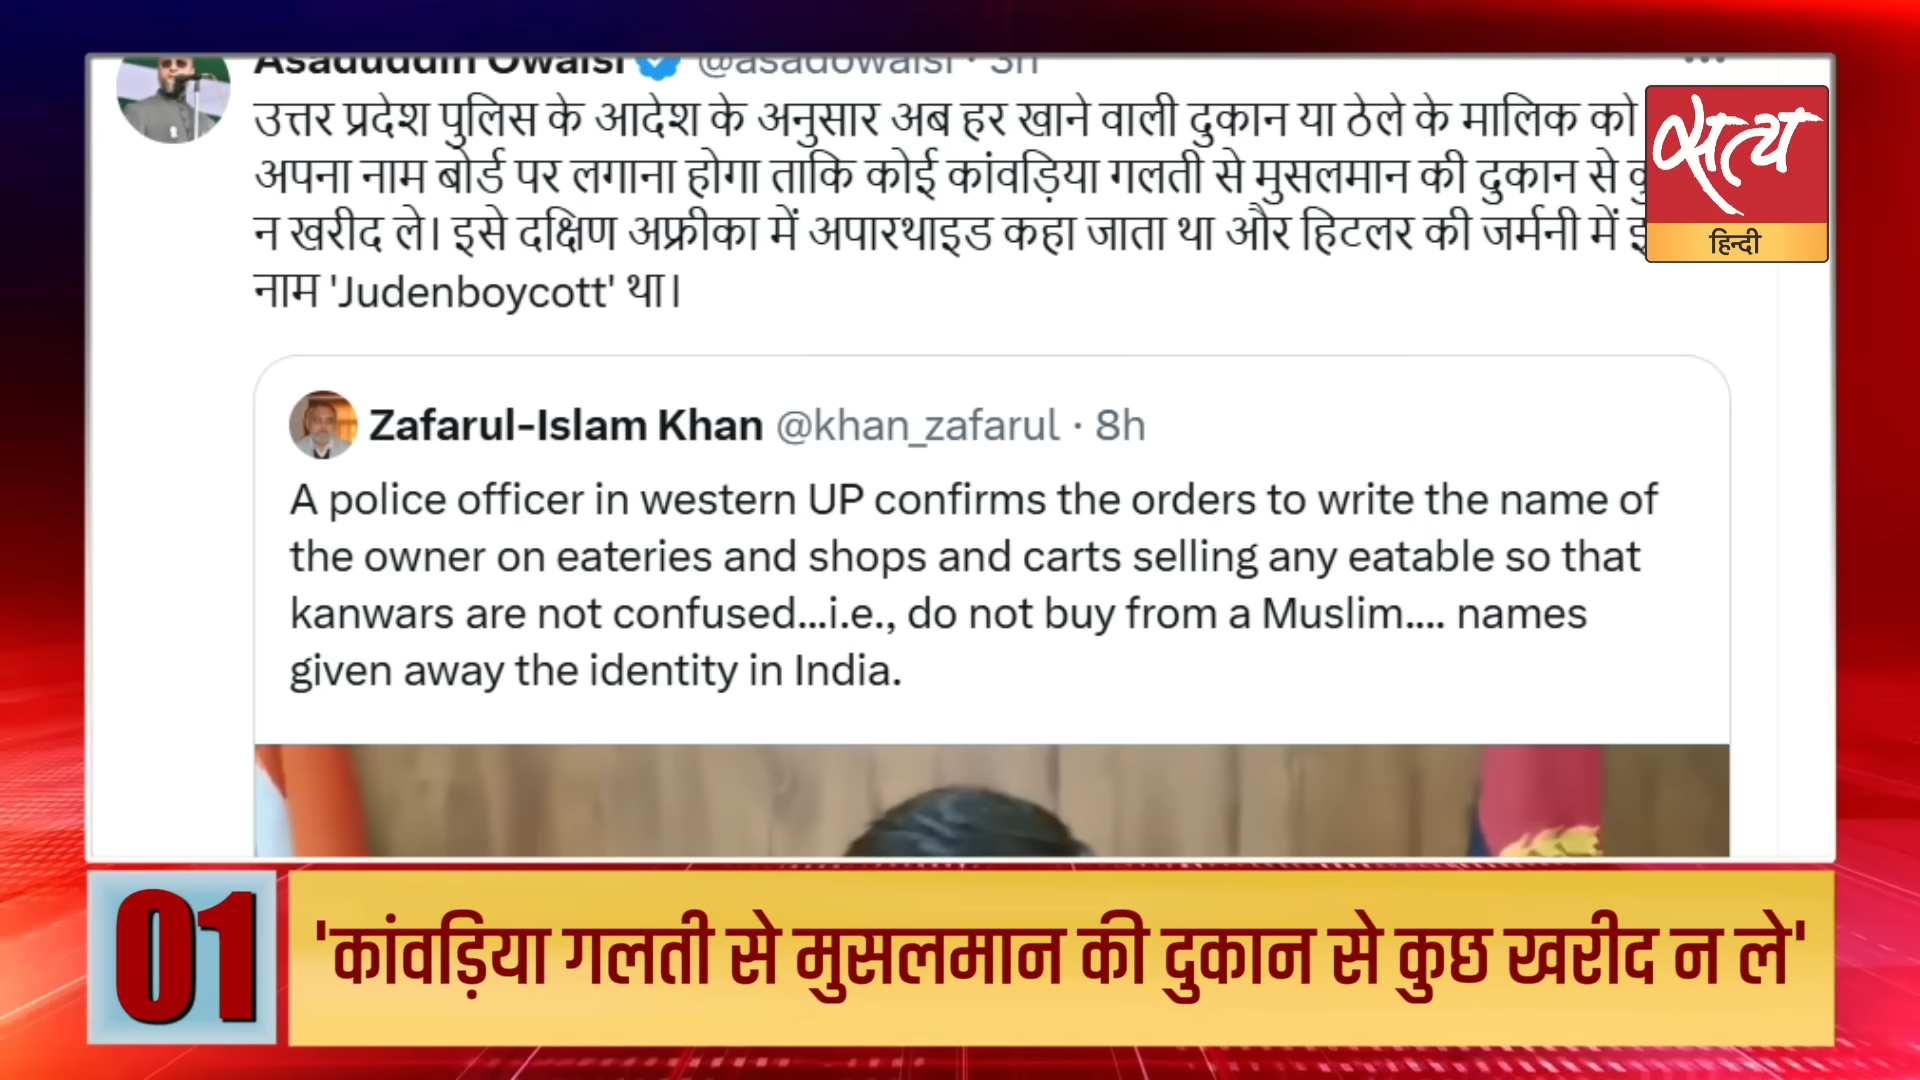 Asaduddin Owaisi @asadowaisi · 3h
उत्तर प्रदेश पुलिस के आदेश के अनुसार अब हर खाने वाली दुकान या ठेले के मालिक को
अपना नाम बोर्ड पर लगाना होगा ताकि कोई कांवड़िया गलती से मुसलमान की दुकान से
न खरीद ले। इसे दक्षिण अफ्रीका में अपारथाइड कहा जाता था और हिटलर की जर्मनी में
नाम 'Judenboycott' था।
सत्य
हिन्दी
Zafarul-Islam Khan @khan_zafarul · 8h
A police officer in western UP confirms the orders to write the name of
the owner on eateries and shops and carts selling any eatable so that
kanwars are not confused...i.e., do not buy from a Muslim.... names
given away the identity in India.
01
'कांवड़िया गलती से मुसलमान की दुकान से कुछ खरीद न ले'